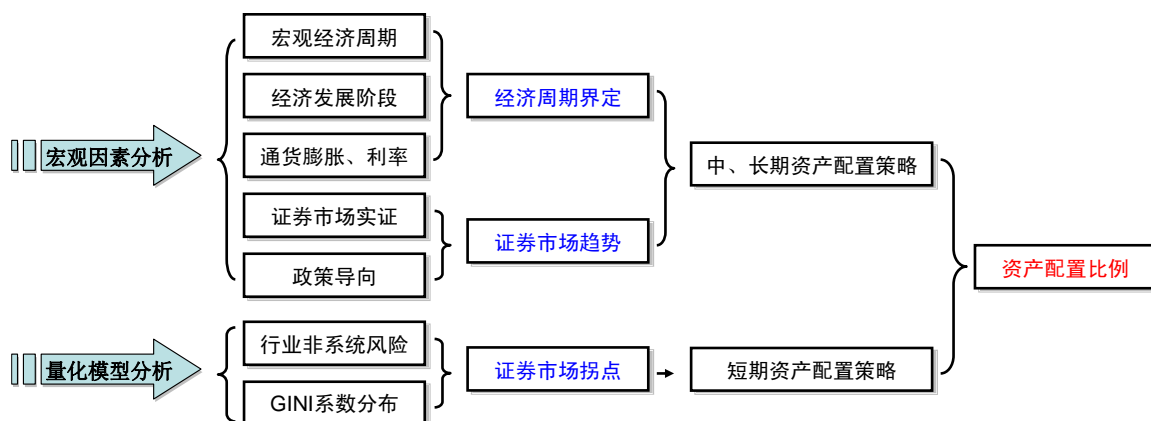 宏观因素分析
宏观经济周期
经济发展阶段
通货膨胀、利率
证券市场实证
政策导向
经济周期界定
证券市场趋势
中、长期资产配置策略
资产配置比例
量化模型分析
行业非系统风险
GINI系数分布
证券市场拐点
短期资产配置策略